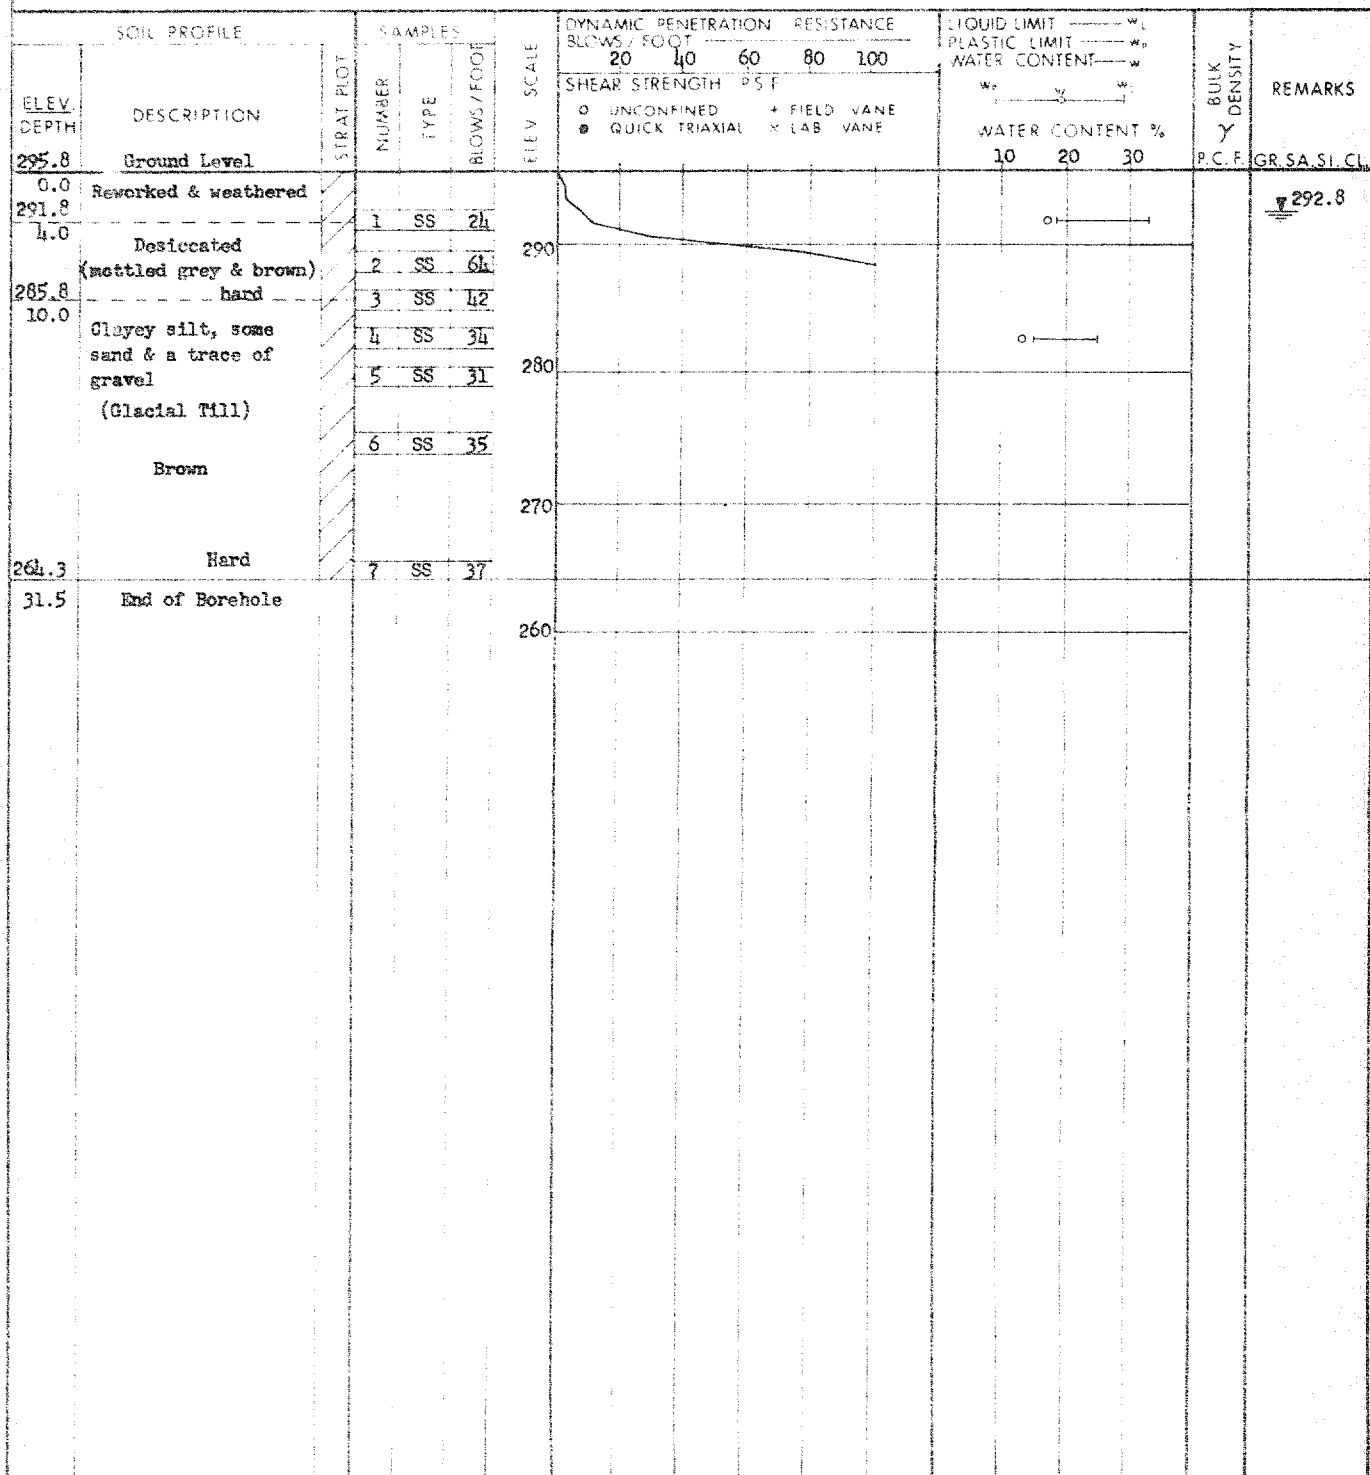 SOIL PROFILE
SAMPLES
ELEV. DEPTH
DESCRIPTION
STRAT PLOT
NUMBER
TYPE
BLOWS / FOOT
ELEV SCALE
DYNAMIC PENETRATION RESISTANCE
BLOWS / FOOT
20 40 60 80 100
SHEAR STRENGTH P S F
○ UNCONFINED + FIELD VANE
● QUICK TRIAXIAL × LAB VANE
LIQUID LIMIT —— wL
PLASTIC LIMIT —— wp
WATER CONTENT —— w
wp w wL
WATER CONTENT %
10 20 30
BULK DENSITY
γ
P.C.F.
REMARKS
GR. SA. SI. CL.
295.8 Ground Level
0.0 Reworked & weathered
292.8
291.8
4.0
1 SS 24
Desiccated
290
(mottled grey & brown)
2 SS 64
hard
285.8
3 SS 42
10.0
Clayey silt, some
4 SS 34
sand & a trace of
gravel
5 SS 31
280
(Glacial Till)
6 SS 35
Brown
270
Hard
264.3
7 SS 37
31.5 End of Borehole
260